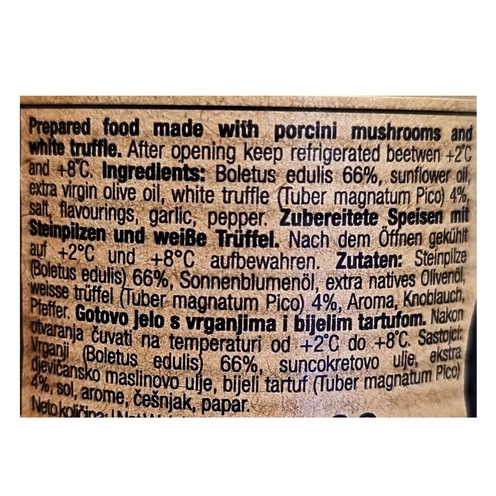 Prepared food made with porcini mushrooms and
white truffle. After opening keep refrigerated beetwen +2°C
and +8°C. Ingredients: Boletus edulis 66%, sunflower oil,
extra virgin olive oil, white truffle (Tuber magnatum Pico) 4%,
salt, flavourings, garlic, pepper. Zubereitete Speisen mit
Steinpilzen und weiße Trüffel. Nach dem Öffnen gekühlt
auf +2°C und +8°C aufbewahren. Zutaten: Steinpilze
(Boletus edulis) 66%, Sonnenblumenöl, extra natives Olivenöl,
weisse trüffel (Tuber magnatum Pico) 4%, Aroma, Knoblauch,
Pfeffer. Gotovo jelo s vrganjima i bijelim tartufom. Nakon
otvaranja čuvati na temperaturi od +2°C do +8°C. Sastojci:
Vrganji (Boletus edulis) 66%, suncokretovo ulje, ekstra
djevičansko maslinovo ulje, bijeli tartuf (Tuber magnatum Pico)
4%, sol, arome, češnjak, papar.
Neto količina: